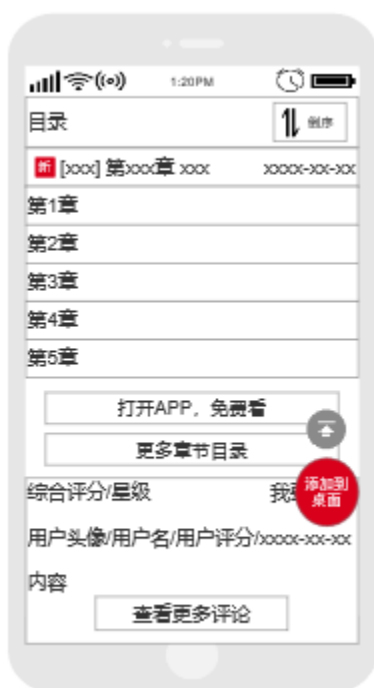 1:20PM
目录
倒序
新 [xxx] 第xxx章 xxx xxxx-xx-xx
第1章
第2章
第3章
第4章
第5章
打开APP，免费看
更多章节目录
添加到
桌面
综合评分/星级 我
用户头像/用户名/用户评分/xxxx-xx-xx
内容
查看更多评论